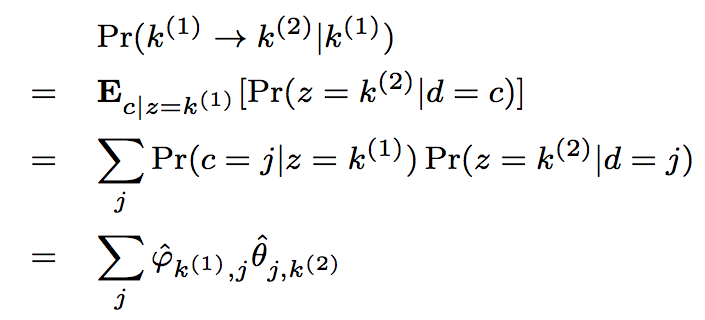 Pr(k⁽¹⁾ → k⁽²⁾|k⁽¹⁾)
= E_{c|z=k⁽¹⁾}[Pr(z = k⁽²⁾|d = c)]
= ∑_j Pr(c = j|z = k⁽¹⁾) Pr(z = k⁽²⁾|d = j)
= ∑_j φ̂_{k⁽¹⁾,j} θ̂_{j,k⁽²⁾}